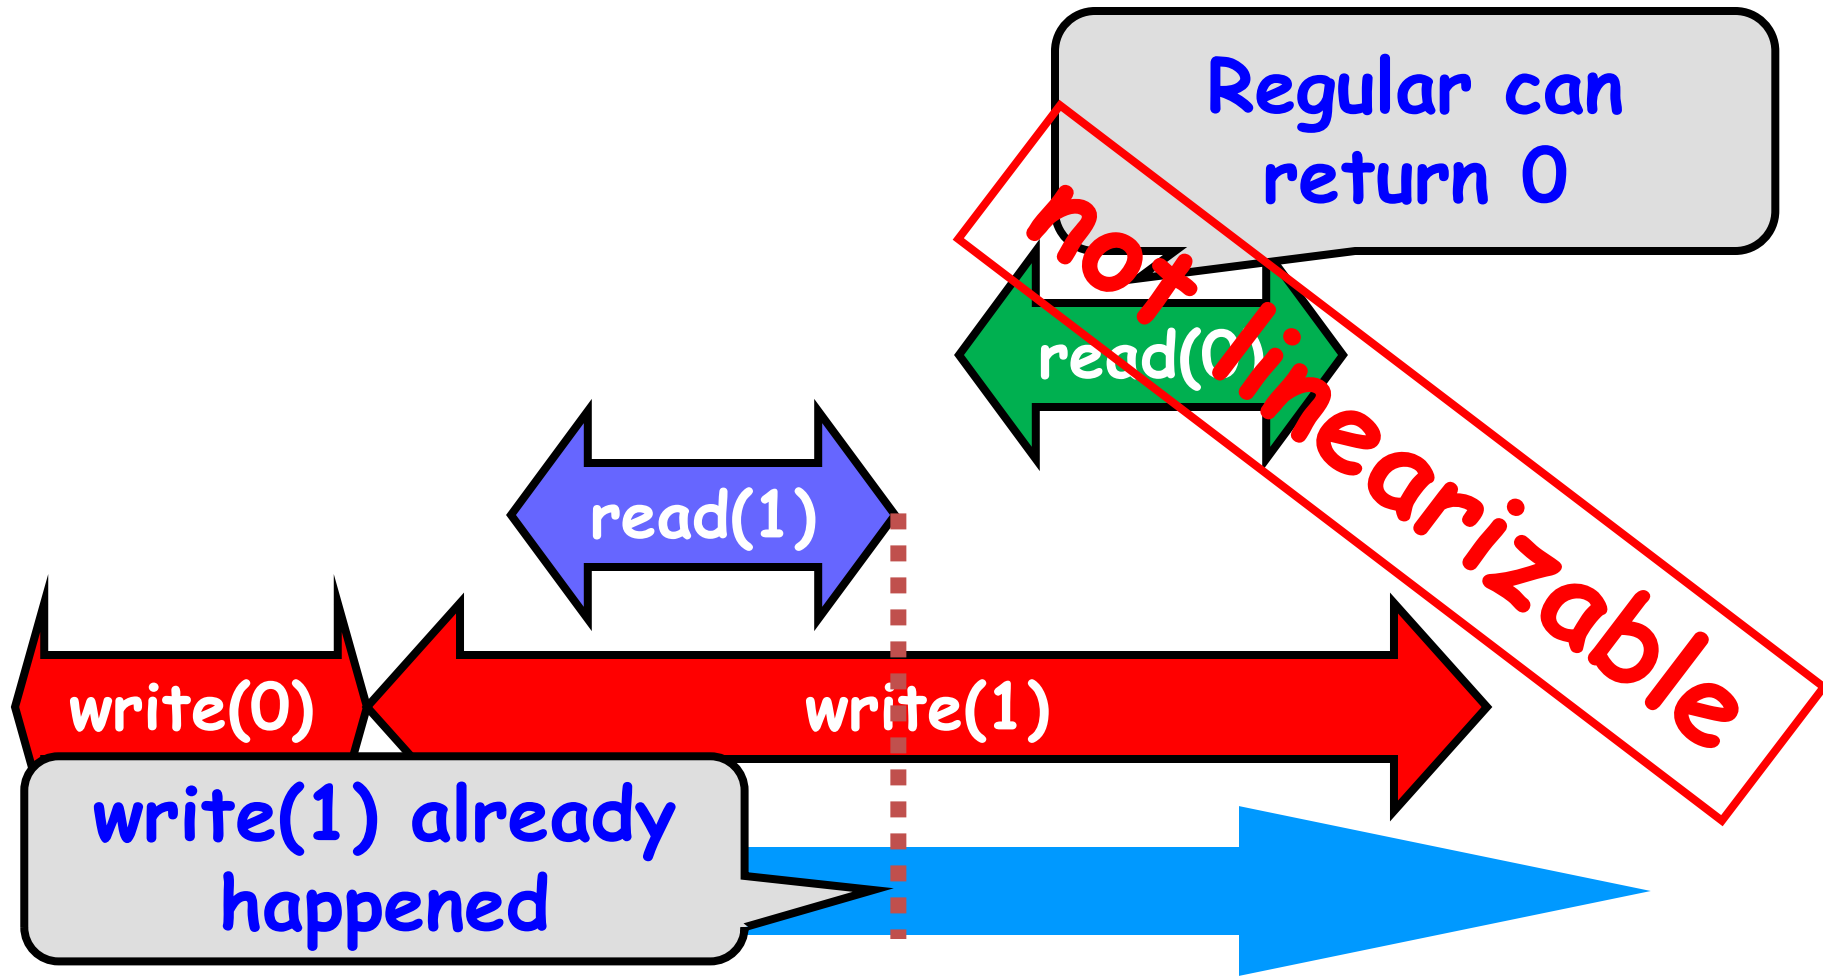 Regular can
return 0
not linearizable
read(0)
read(1)
write(0)
write(1)
write(1) already
happened